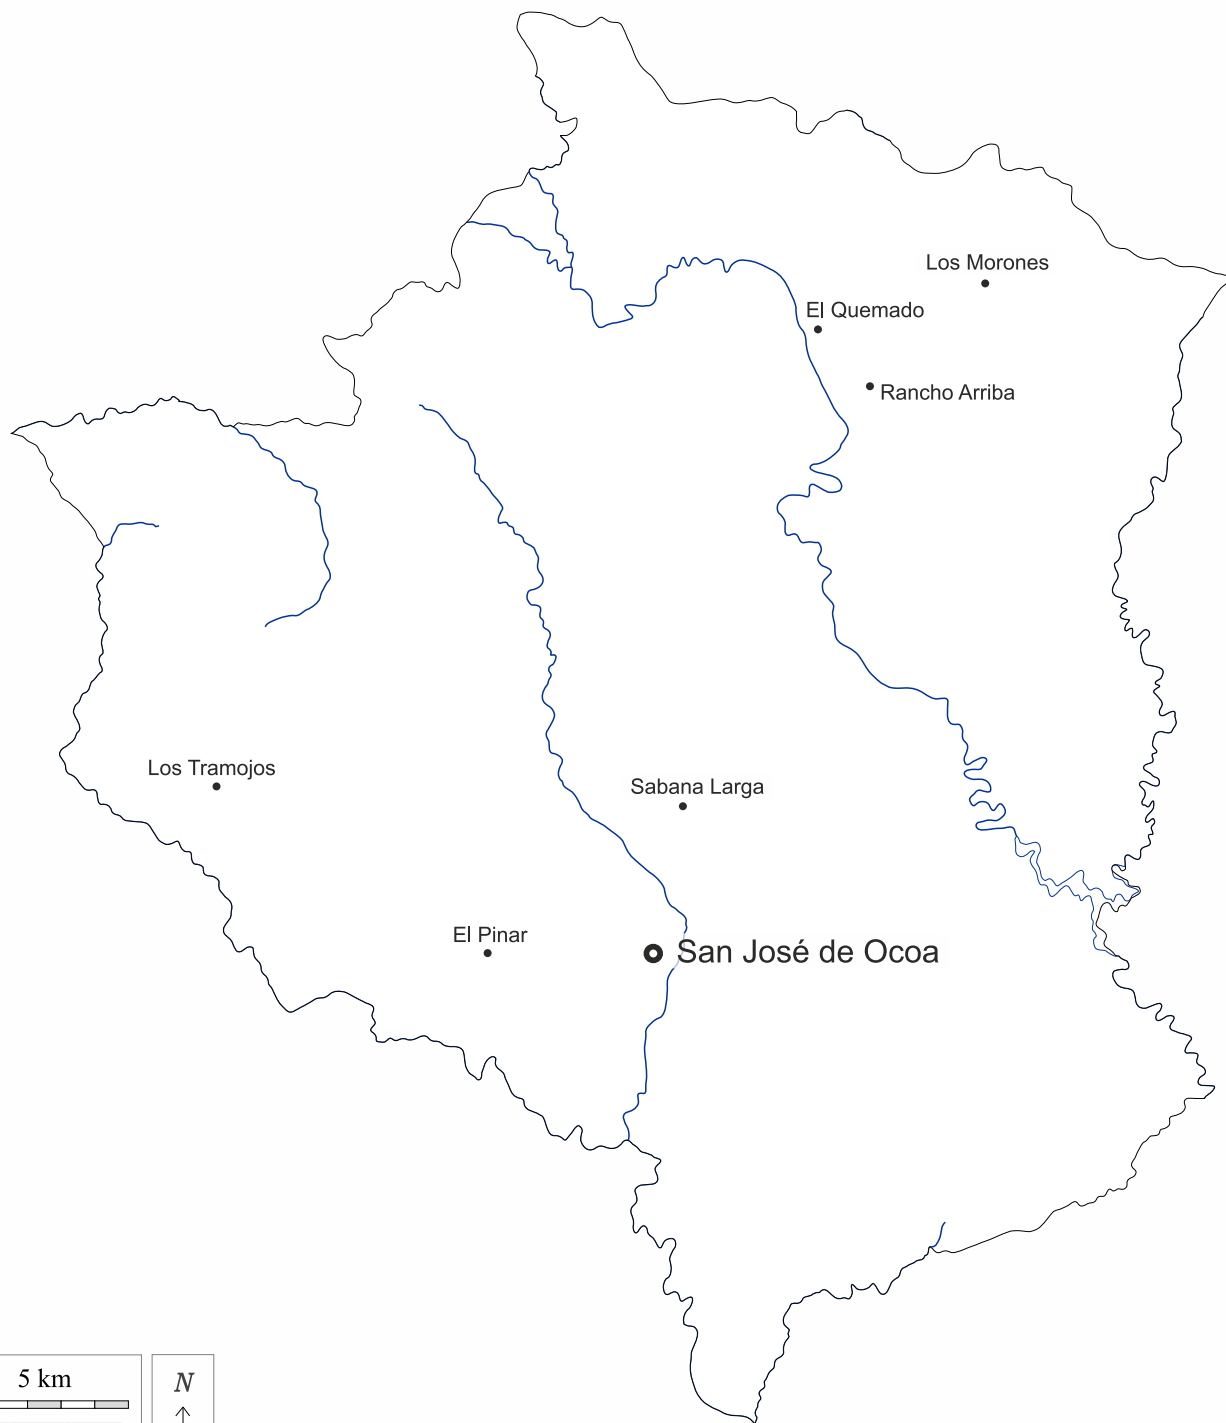 Los Morones
El Quemado
Rancho Arriba
Los Tramojos
Sabana Larga
El Pinar
San José de Ocoa
5 km
N